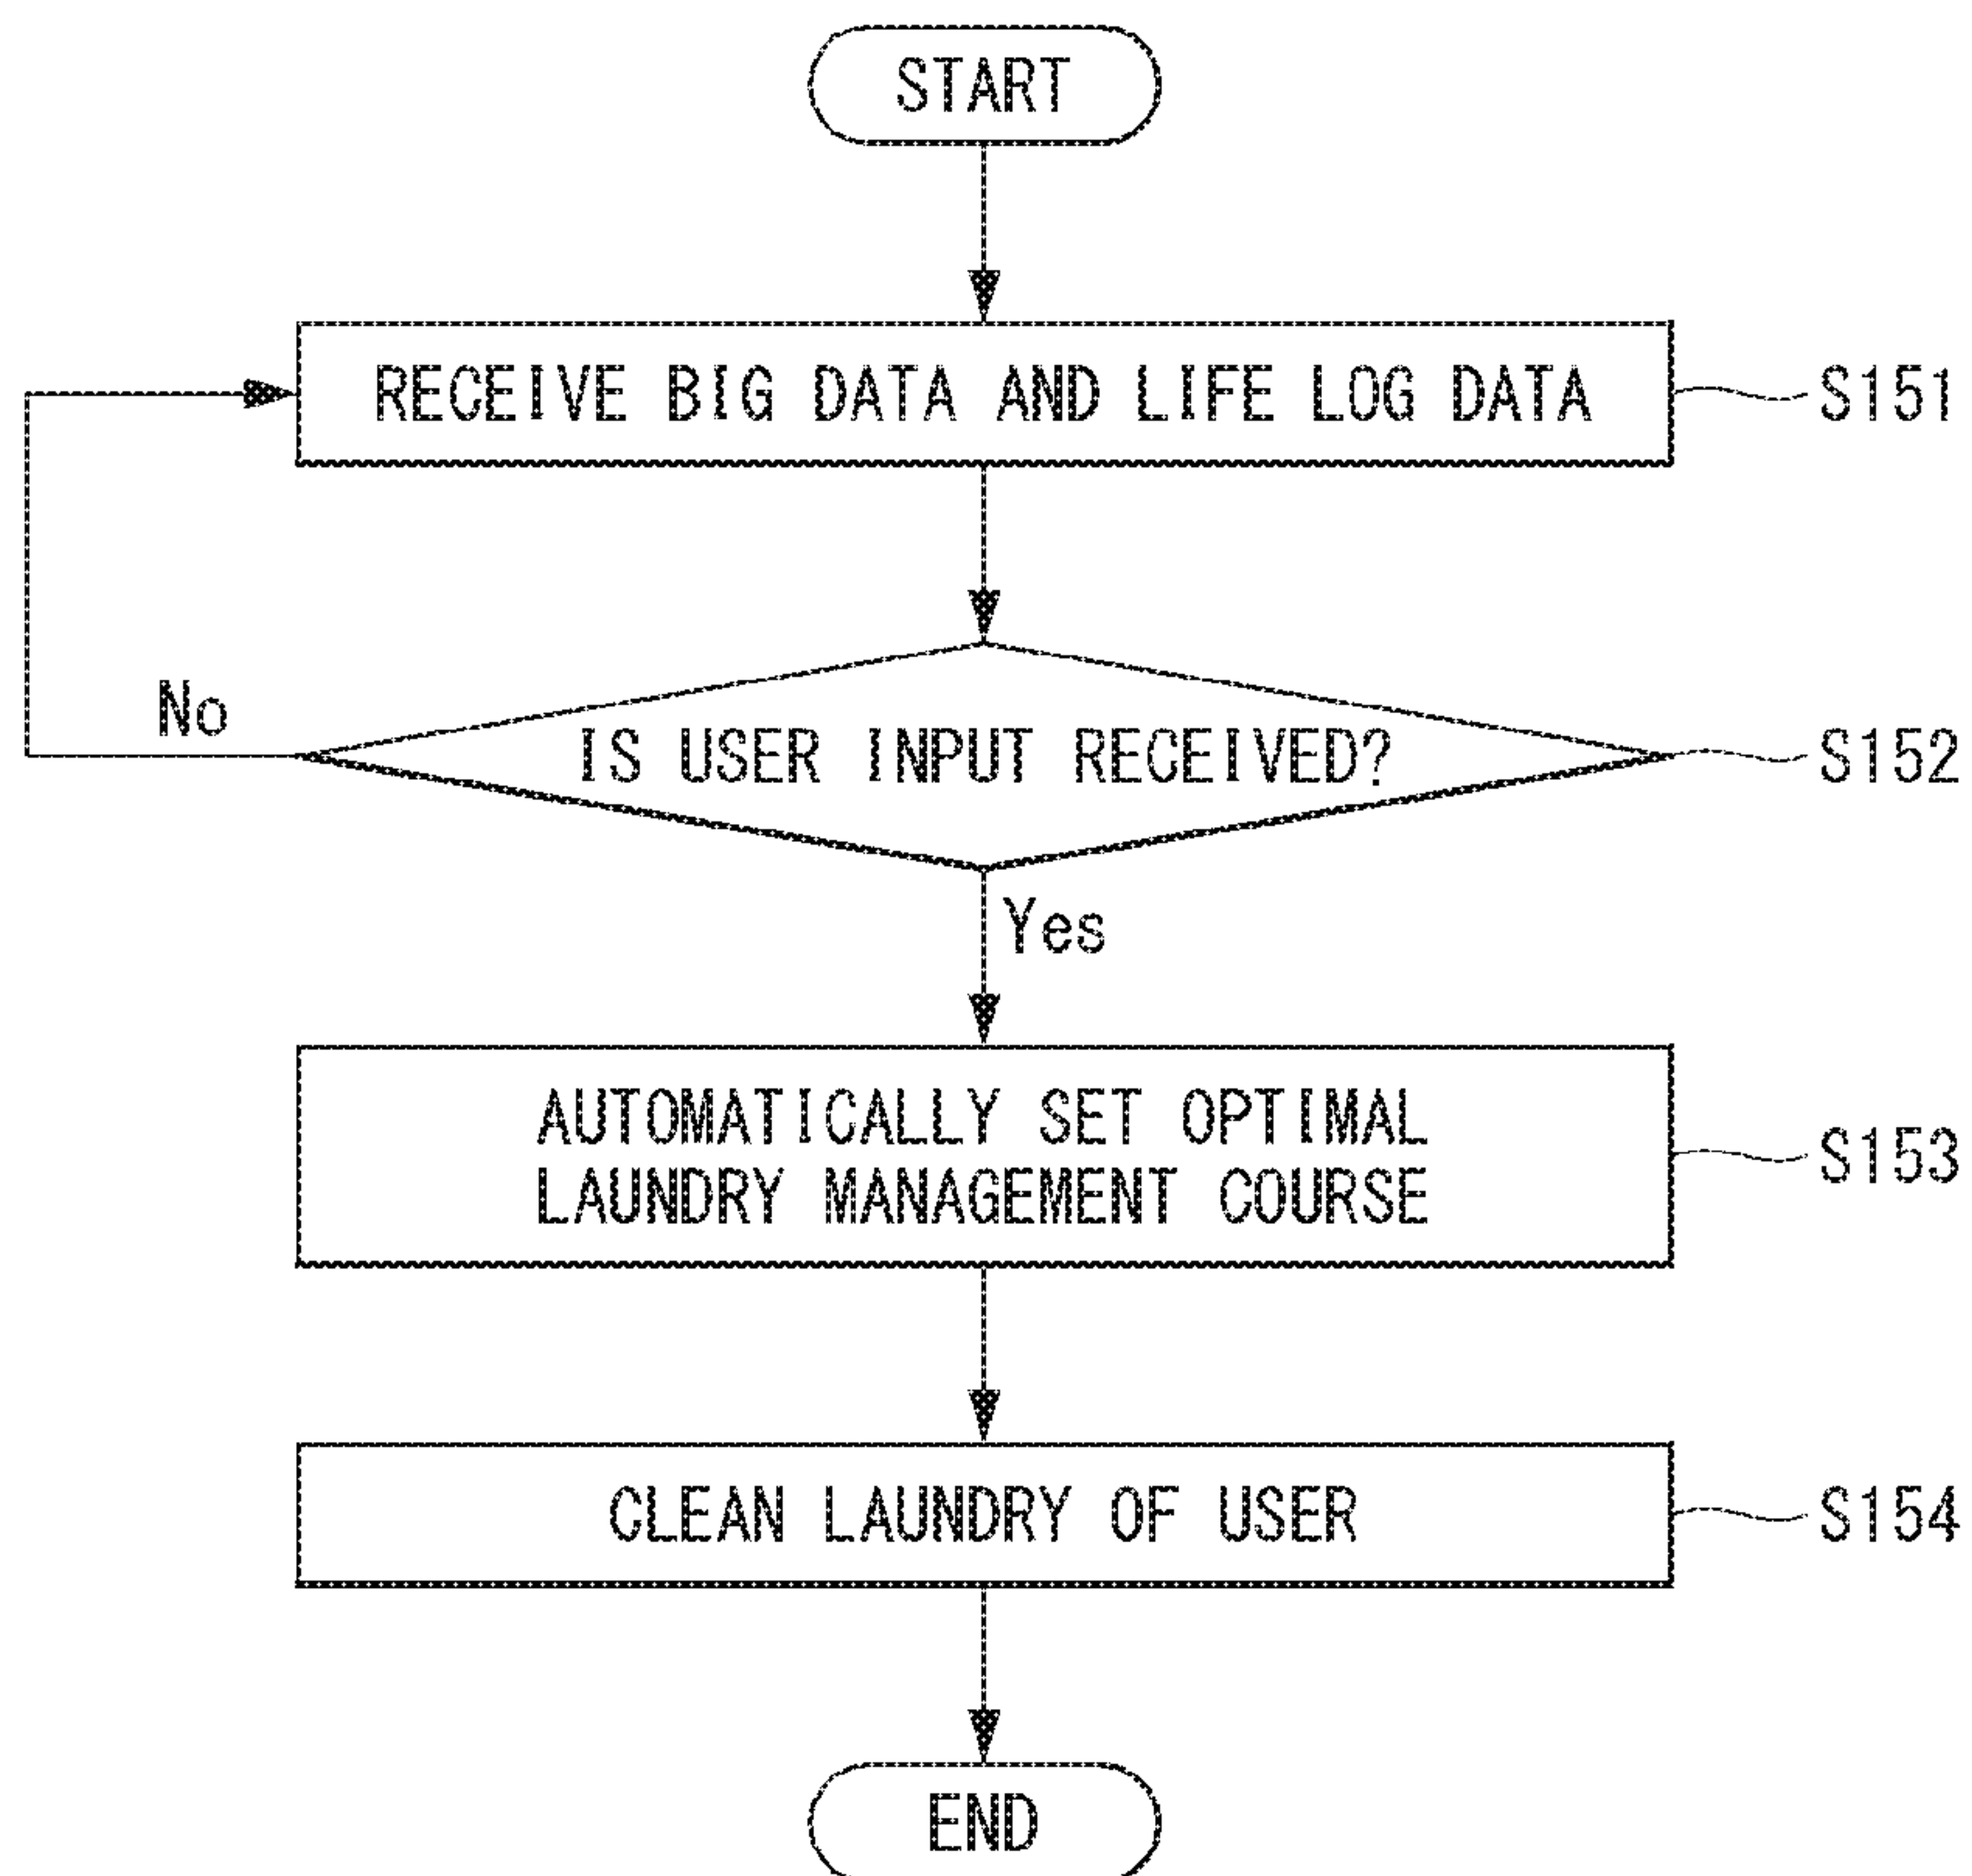 START
RECEIVE BIG DATA AND LIFE LOG DATA
S151
No
IS USER INPUT RECEIVED?
S152
Yes
AUTOMATICALLY SET OPTIMAL
LAUNDRY MANAGEMENT COURSE
S153
CLEAN LAUNDRY OF USER
S154
END